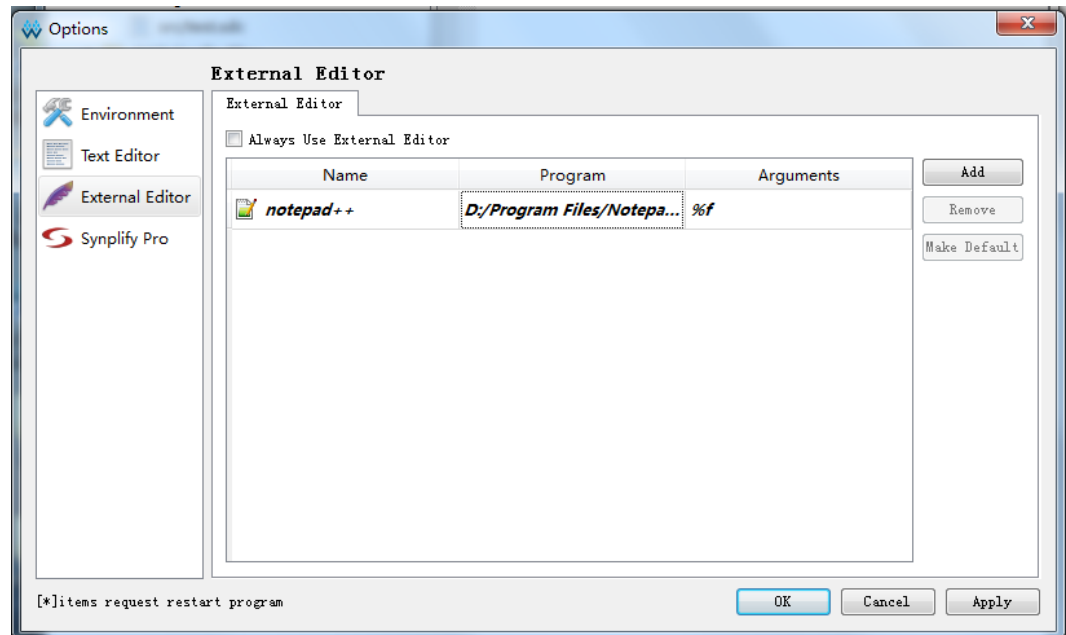 Options
External Editor
Environment
Text Editor
External Editor
Synplify Pro
External Editor
Always Use External Editor
Name Program Arguments
notepad++ D:/Program Files/Notepa... %f
Add
Remove
Make Default
[*]items request restart program
OK Cancel Apply